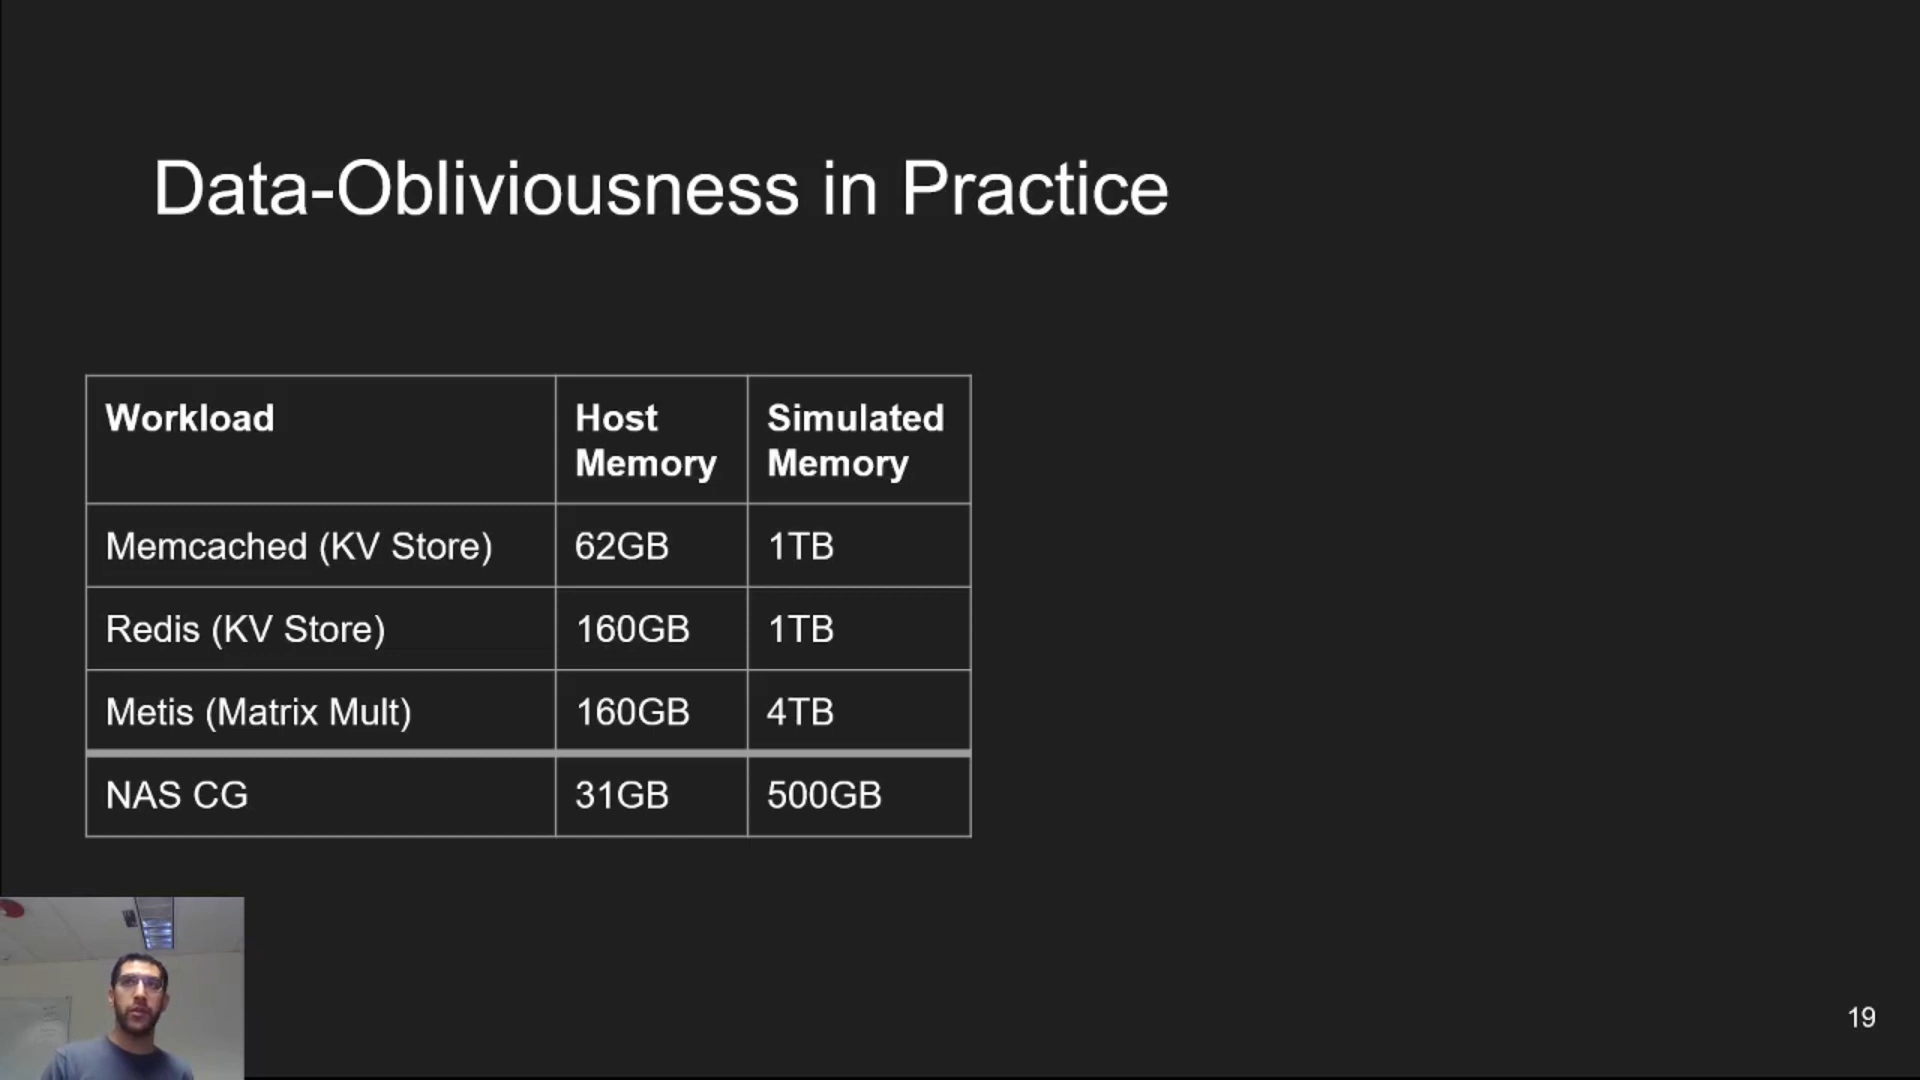 Data-Obliviousness in Practice
Workload Host Memory Simulated Memory
Memcached (KV Store) 62GB 1TB
Redis (KV Store) 160GB 1TB
Metis (Matrix Mult) 160GB 4TB
NAS CG 31GB 500GB
19